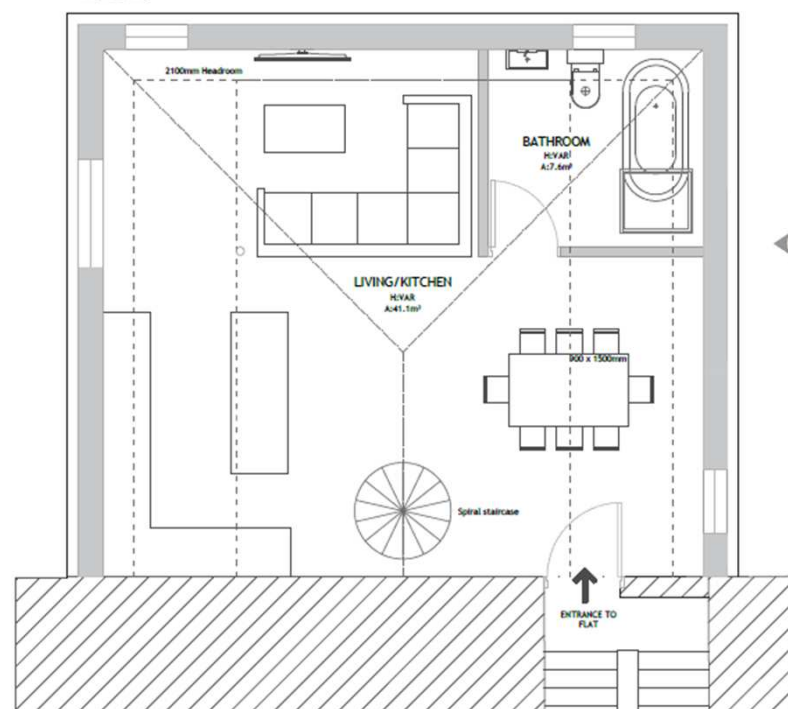 2100mm Headroom
BATHROOM
H:VAR
A:7.6m²
LIVING/KITCHEN
H:VAR
A:41.1m²
900 x 1500mm
Spiral staircase
ENTRANCE TO
FLAT